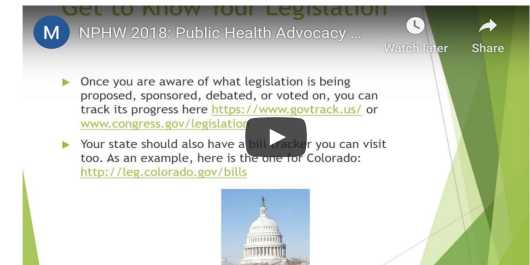 Get to Know Your Legislation
M
NPHW 2018: Public Health Advocacy ...
Watch later
Share
► Once you are aware of what legislation is being
proposed, sponsored, debated, or voted on, you can
track its progress here https://www.govtrack.us/ or
www.congress.gov/legislation
► Your state should also have a bill tracker you can visit
too. As an example, here is the one for Colorado:
http://leg.colorado.gov/bills